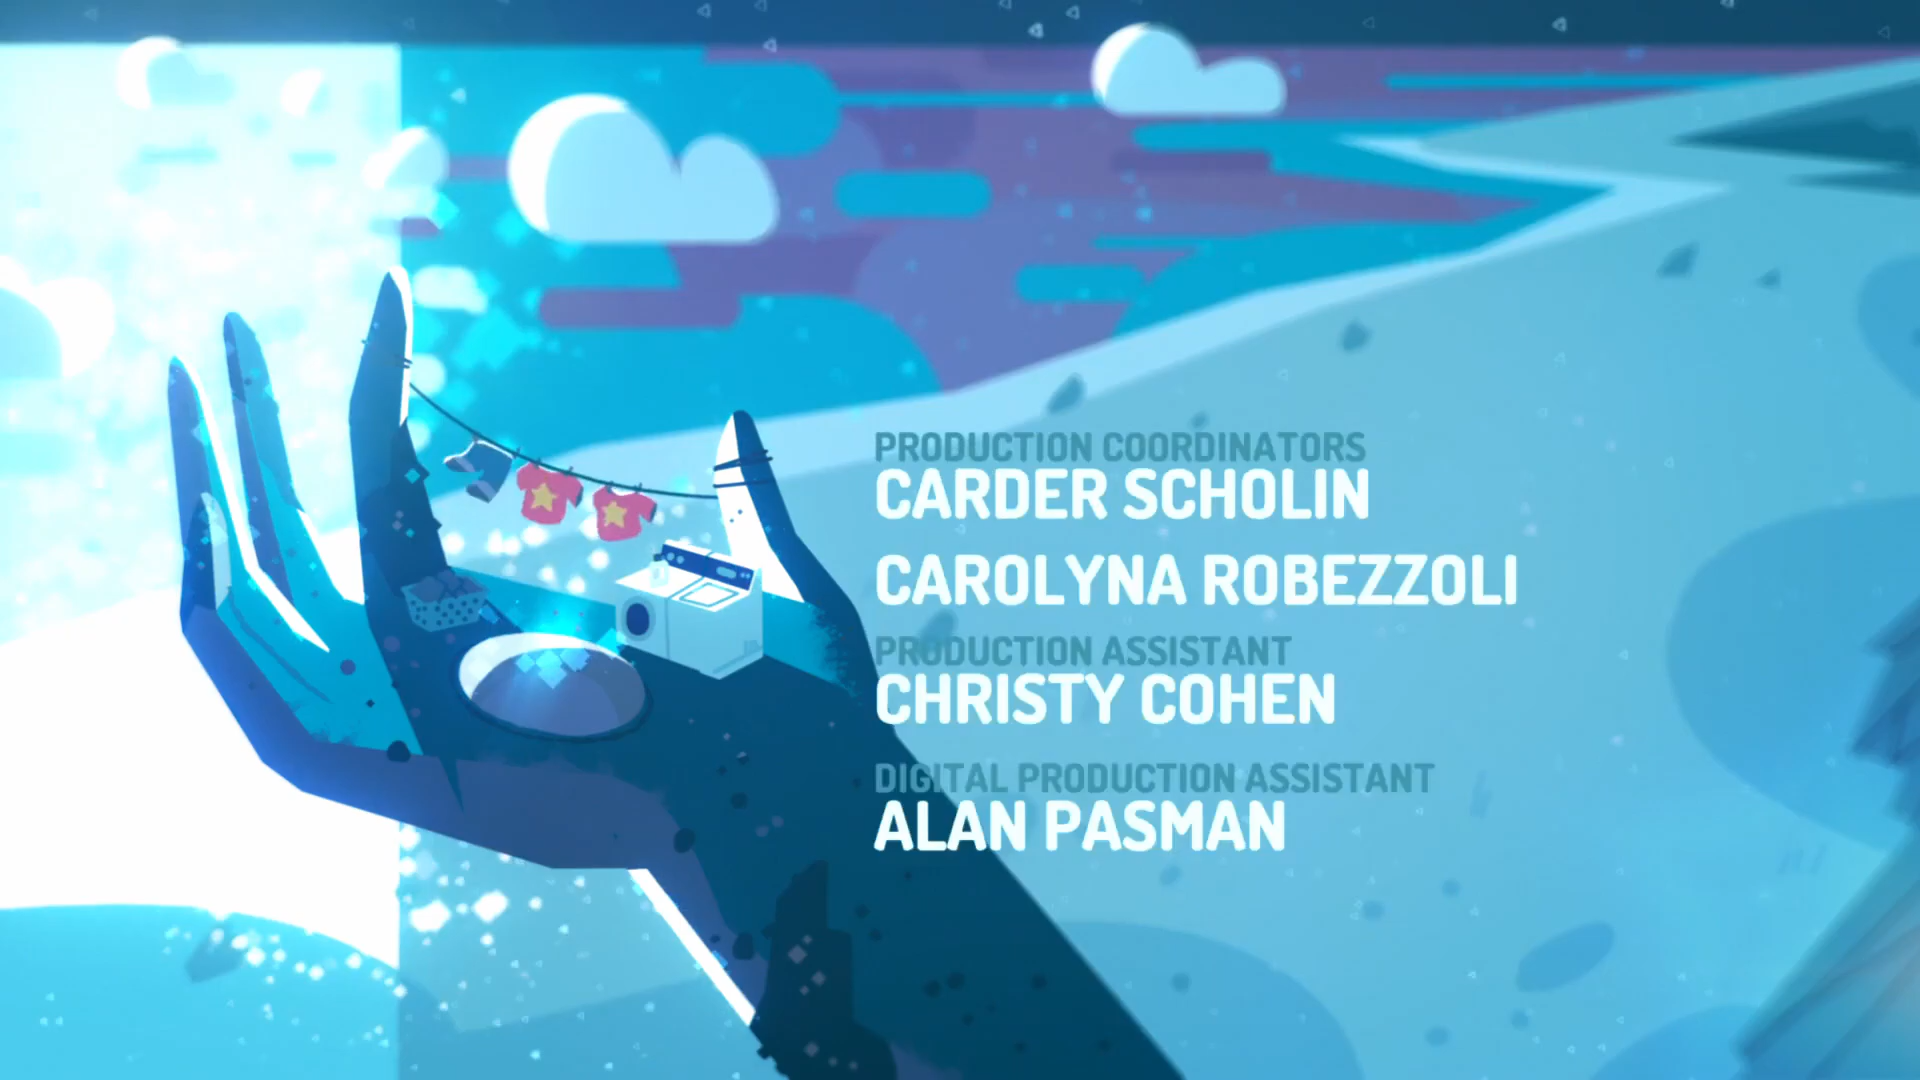 PRODUCTION COORDINATORS
CARDER SCHOLIN
CAROLYNA ROBEZZOLI
PRODUCTION ASSISTANT
CHRISTY COHEN
DIGITAL PRODUCTION ASSISTANT
ALAN PASMAN